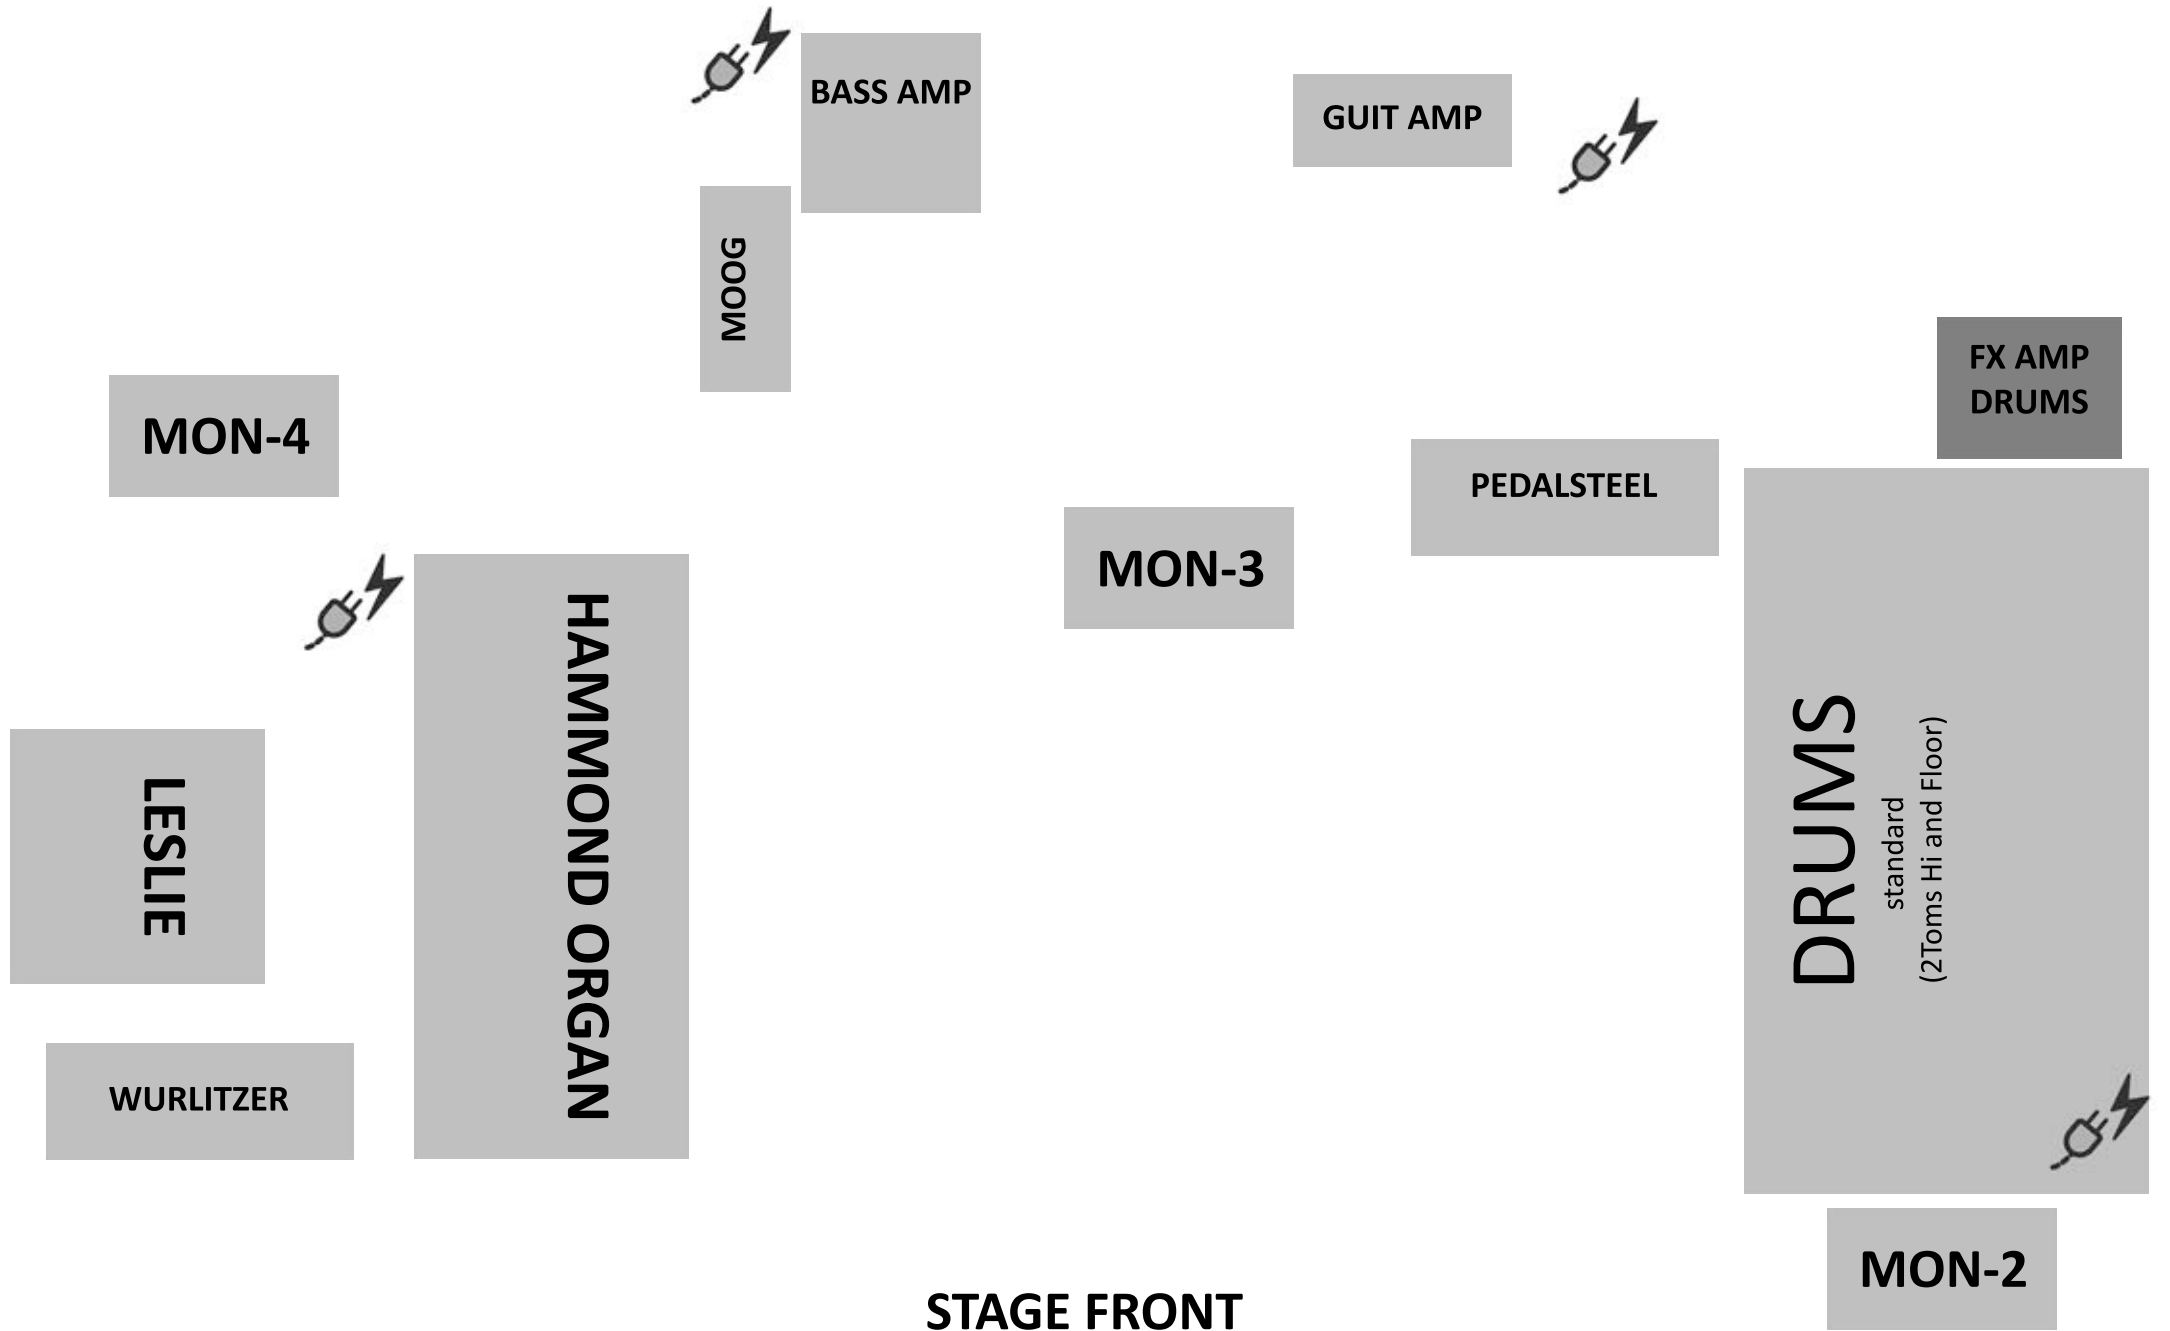 BASS AMP
GUIT AMP
MOOG
FX AMP
DRUMS
MON-4
PEDALSTEEL
MON-3
HAMMOND ORGAN
LESLIE
DRUMS
standard
(2Toms Hi and Floor)
WURLITZER
MON-2
STAGE FRONT